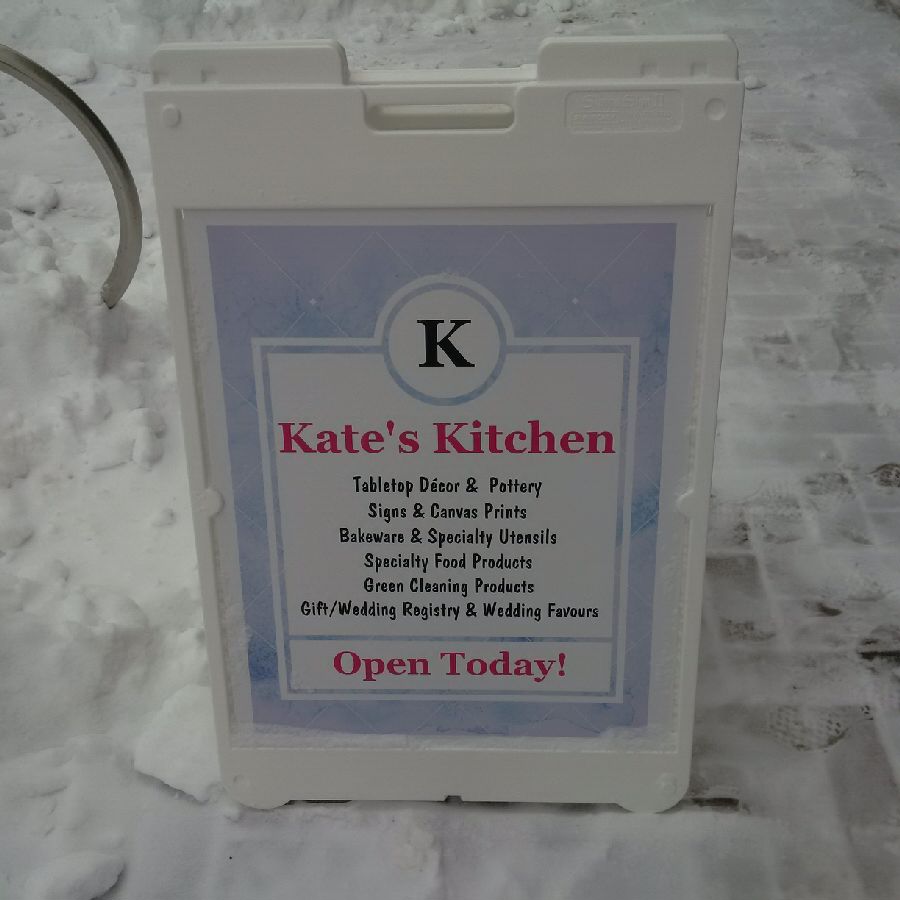 K
Kate's Kitchen
Tabletop Décor & Pottery
Signs & Canvas Prints
Bakeware & Specialty Utensils
Specialty Food Products
Green Cleaning Products
Gift/Wedding Registry & Wedding Favours
Open Today!